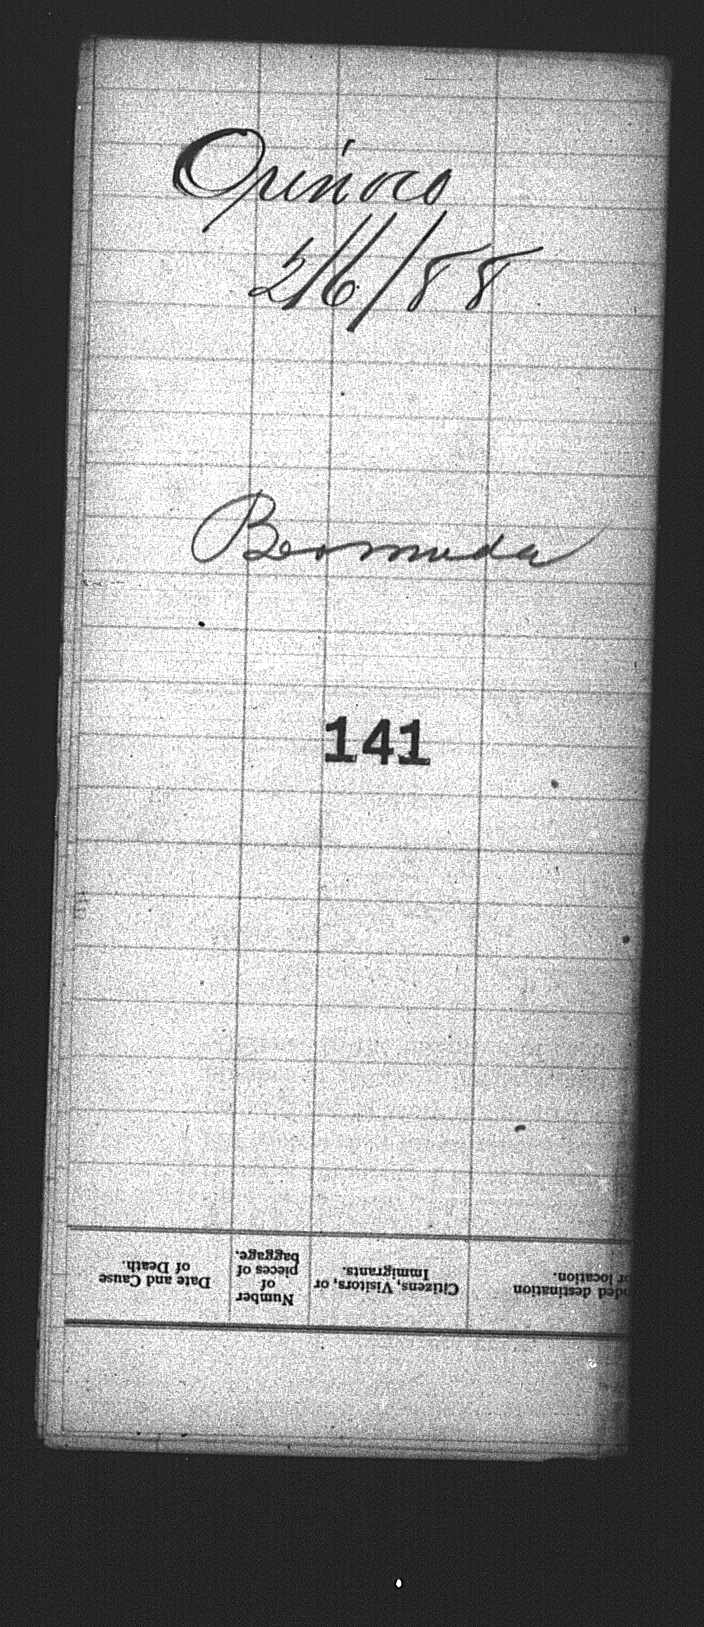 Orinoco
2/6/88
Bermuda
141
Date and Cause
of Death.
Number
of
pieces of
baggage.
Citizens, Visitors, or
Immigrants.
destination
location.